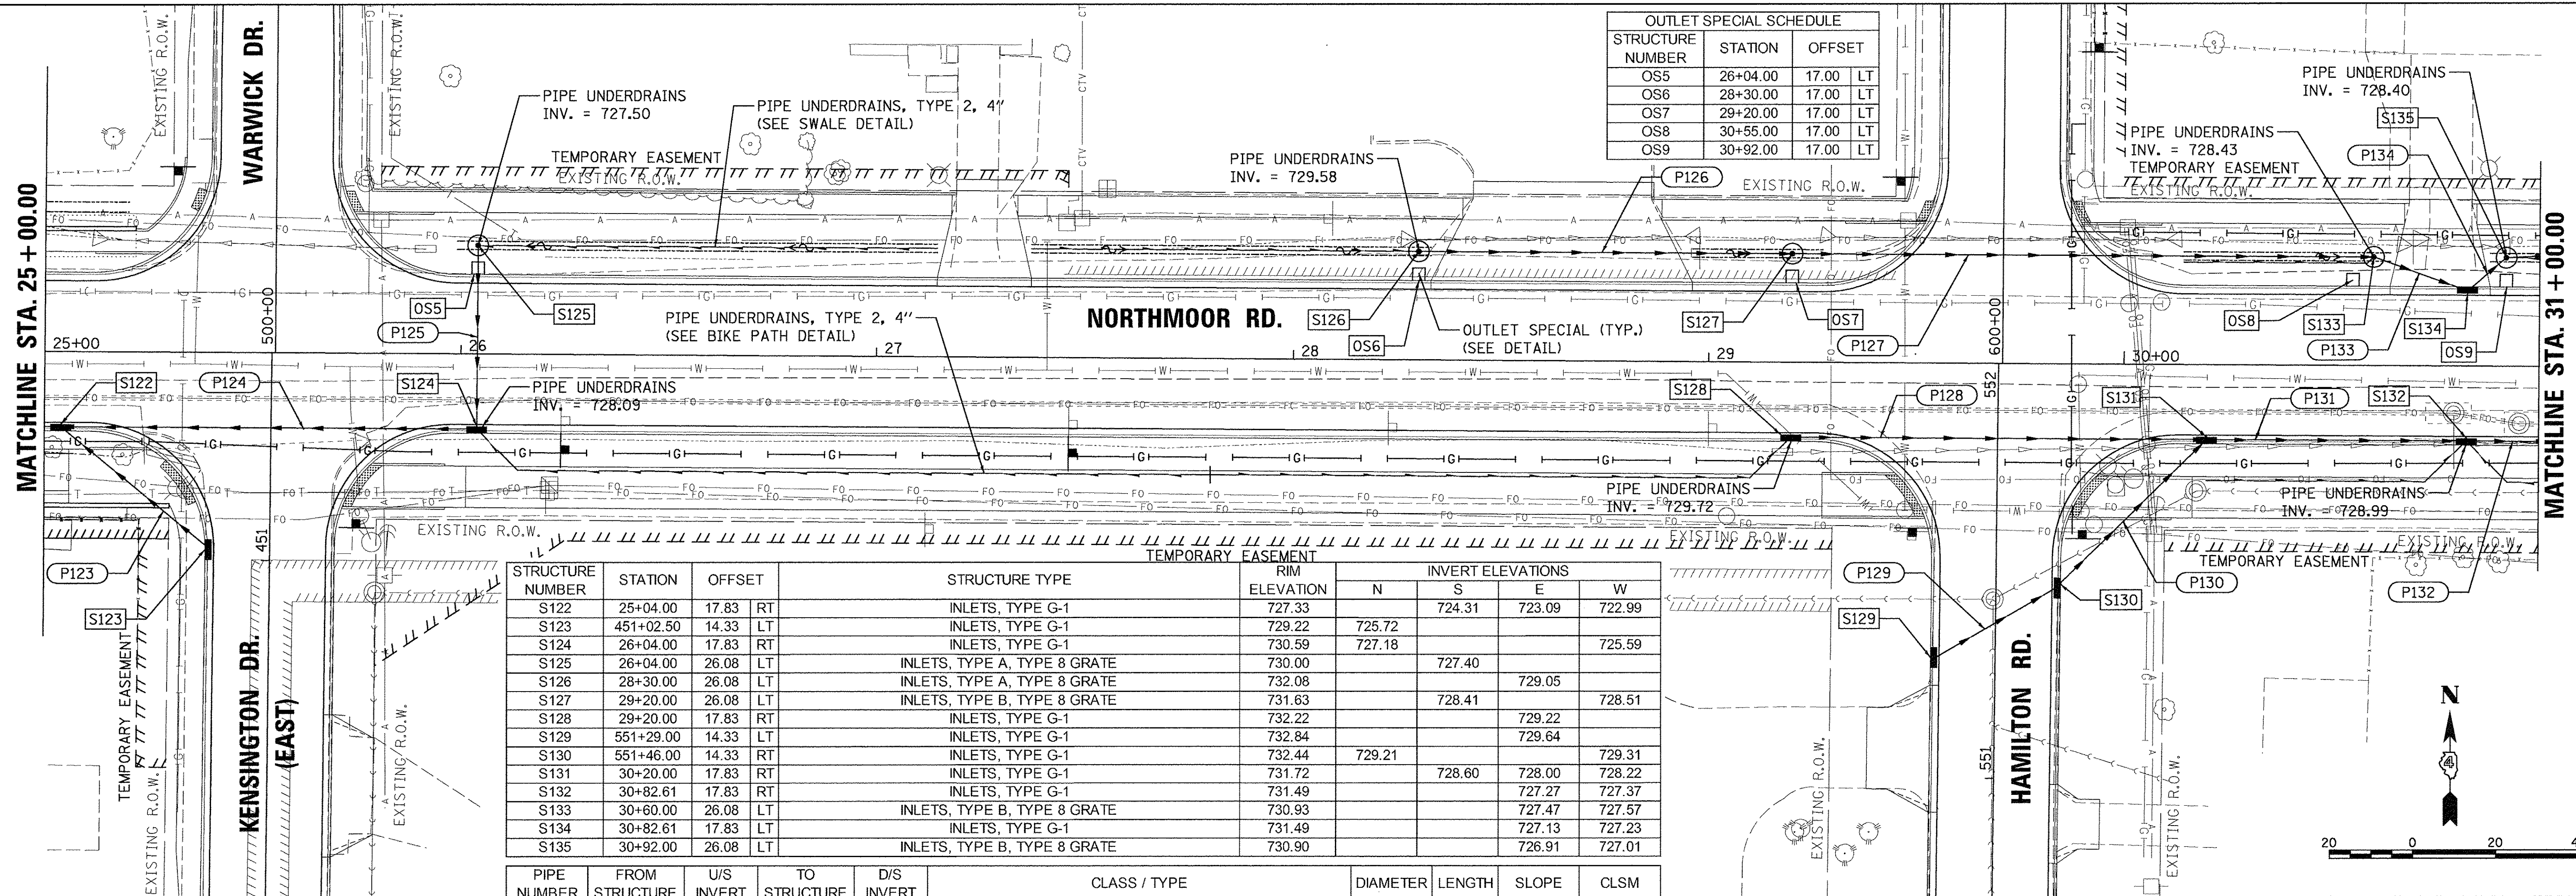 MATCHLINE STA. 25 + 00.00
WARWICK DR.
EXISTING R.O.W.
EXISTING R.O.W.
PIPE UNDERDRAINS
INV. = 727.50
PIPE UNDERDRAINS, TYPE 2, 4"
(SEE SWALE DETAIL)
TEMPORARY EASEMENT
EXISTING R.O.W.
CTV
CTV
PIPE UNDERDRAINS
INV. = 729.58
P126
EXISTING R.O.W.
OUTLET SPECIAL SCHEDULE
STRUCTURE NUMBER STATION OFFSET
OS5 26+04.00 17.00 LT
OS6 28+30.00 17.00 LT
OS7 29+20.00 17.00 LT
OS8 30+55.00 17.00 LT
OS9 30+92.00 17.00 LT
PIPE UNDERDRAINS
INV. = 728.40
S135
P134
PIPE UNDERDRAINS
INV. = 728.43
TEMPORARY EASEMENT
EXISTING R.O.W.
MATCHLINE STA. 31 + 00.00
OS5
S125
P125
500+00
PIPE UNDERDRAINS, TYPE 2, 4"
(SEE BIKE PATH DETAIL)
NORTHMOOR RD.
S126
OS6
OUTLET SPECIAL (TYP.)
(SEE DETAIL)
S127
OS7
P127
600+00
OS8
S133
P133
S134
OS9
25+00
26
27
28
29
30+00
S122
P124
S124
PIPE UNDERDRAINS
INV. = 728.09
S128
P128
552
S131
P131
S132
PIPE UNDERDRAINS
INV. = 729.72
PIPE UNDERDRAINS
INV. = 728.99
EXISTING R.O.W.
EXISTING R.O.W.
EXISTING R.O.W.
TEMPORARY EASEMENT
TEMPORARY EASEMENT
P123
S123
451
P129
S129
P130
S130
P132
TEMPORARY EASEMENT
EXISTING R.O.W.
KENSINGTON DR.
(EAST)
EXISTING R.O.W.
STRUCTURE NUMBER STATION OFFSET STRUCTURE TYPE RIM ELEVATION INVERT ELEVATIONS
N S E W
S122 25+04.00 17.83 RT INLETS, TYPE G-1 727.33 724.31 723.09 722.99
S123 451+02.50 14.33 LT INLETS, TYPE G-1 729.22 725.72
S124 26+04.00 17.83 RT INLETS, TYPE G-1 730.59 727.18 725.59
S125 26+04.00 26.08 LT INLETS, TYPE A, TYPE 8 GRATE 730.00 727.40
S126 28+30.00 26.08 LT INLETS, TYPE A, TYPE 8 GRATE 732.08 729.05
S127 29+20.00 26.08 LT INLETS, TYPE B, TYPE 8 GRATE 731.63 728.41 728.51
S128 29+20.00 17.83 RT INLETS, TYPE G-1 732.22 729.22
S129 551+29.00 14.33 LT INLETS, TYPE G-1 732.84 729.64
S130 551+46.00 14.33 RT INLETS, TYPE G-1 732.44 729.21 729.31
S131 30+20.00 17.83 RT INLETS, TYPE G-1 731.72 728.60 728.00 728.22
S132 30+82.61 17.83 RT INLETS, TYPE G-1 731.49 727.27 727.37
S133 30+60.00 26.08 LT INLETS, TYPE B, TYPE 8 GRATE 730.93 727.47 727.57
S134 30+82.61 17.83 LT INLETS, TYPE G-1 731.49 727.13 727.23
S135 30+92.00 26.08 LT INLETS, TYPE B, TYPE 8 GRATE 730.90 726.91 727.01
PIPE NUMBER FROM STRUCTURE U/S INVERT TO STRUCTURE D/S INVERT CLASS / TYPE DIAMETER LENGTH SLOPE CLSM
EXISTING R.O.W.
551
HAMILTON RD.
EXISTING R.O.W.
N
4
20 0 20